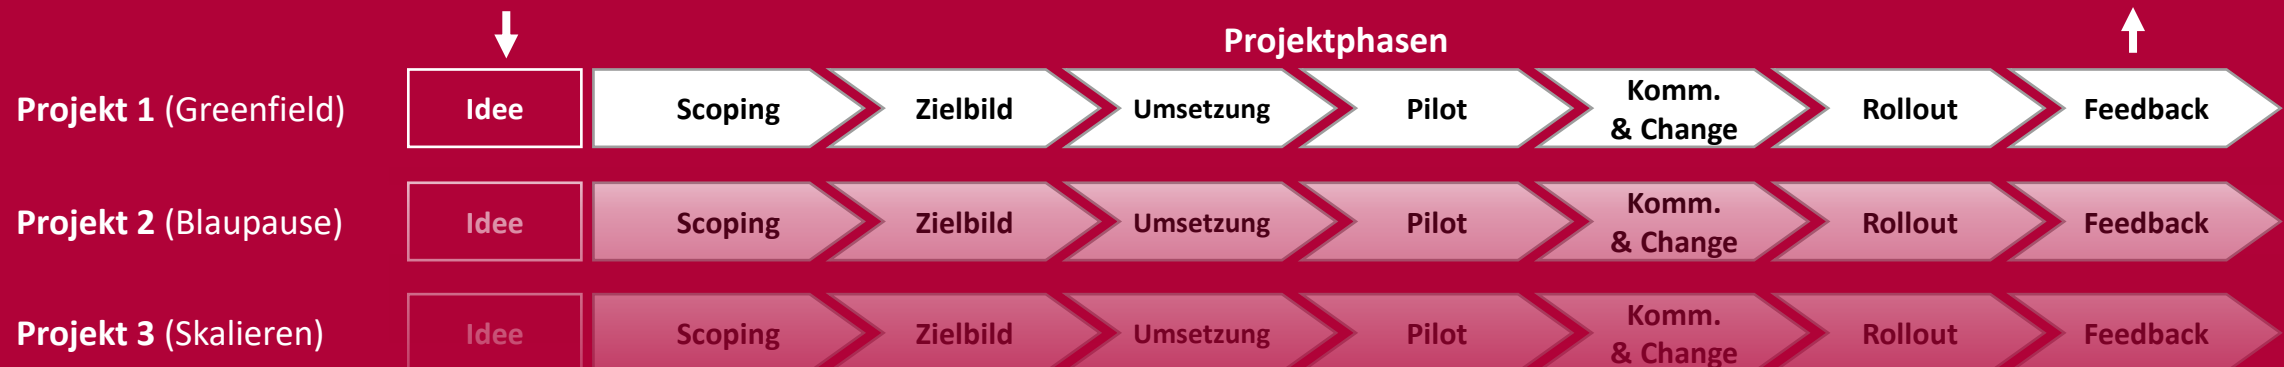 Projektphasen
Projekt 1 (Greenfield) Idee Scoping Zielbild Umsetzung Pilot Komm. & Change Rollout Feedback
Projekt 2 (Blaupause) Idee Scoping Zielbild Umsetzung Pilot Komm. & Change Rollout Feedback
Projekt 3 (Skalieren) Idee Scoping Zielbild Umsetzung Pilot Komm. & Change Rollout Feedback